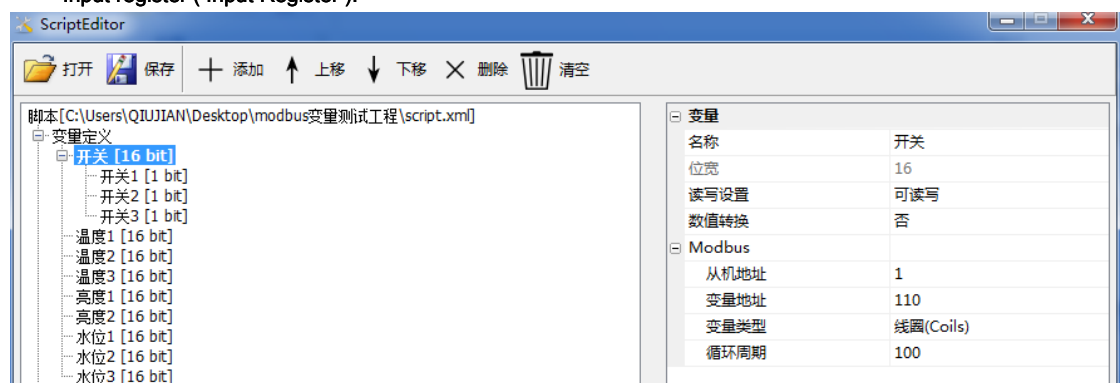 input register ( Input Register ).
ScriptEditor
打开 保存 添加 上移 下移 删除 清空
脚本[C:\Users\QIUJIAN\Desktop\modbus变量测试工程\script.xml]
变量定义
开关 [16 bit]
开关1 [1 bit]
开关2 [1 bit]
开关3 [1 bit]
温度1 [16 bit]
温度2 [16 bit]
温度3 [16 bit]
亮度1 [16 bit]
亮度2 [16 bit]
水位1 [16 bit]
水位2 [16 bit]
水位3 [16 bit]
变量
名称 开关
位宽 16
读写设置 可读写
数值转换 否
Modbus
从机地址 1
变量地址 110
变量类型 线圈(Coils)
循环周期 100